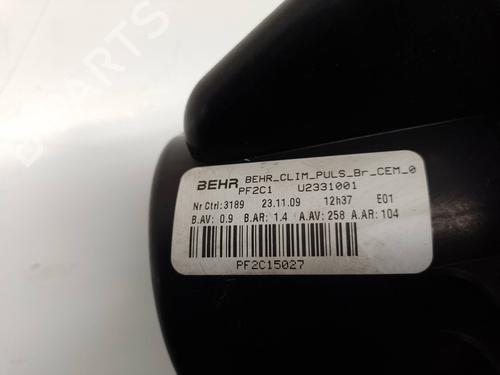 B PARTS
BEHR BEHR_CLIM_PULS_Br_CEM_0
PF2C1 U2331001
Nr Ctrl:3189 23.11.09 12h37 E01
B.AV: 0.9 B.AR: 1.4 A.AV: 258 A.AR: 104
PF2C15027